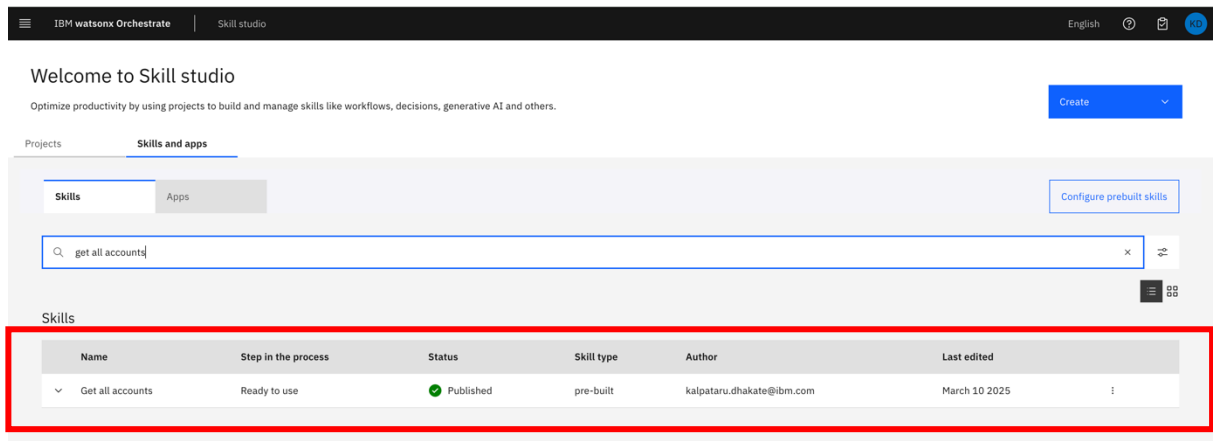 IBM watsonx Orchestrate Skill studio English KD
Welcome to Skill studio
Optimize productivity by using projects to build and manage skills like workflows, decisions, generative AI and others.
Create
Projects Skills and apps
Skills Apps Configure prebuilt skills
get all accounts
Skills
Name Step in the process Status Skill type Author Last edited
Get all accounts Ready to use Published pre-built kalpataru.dhakate@ibm.com March 10 2025